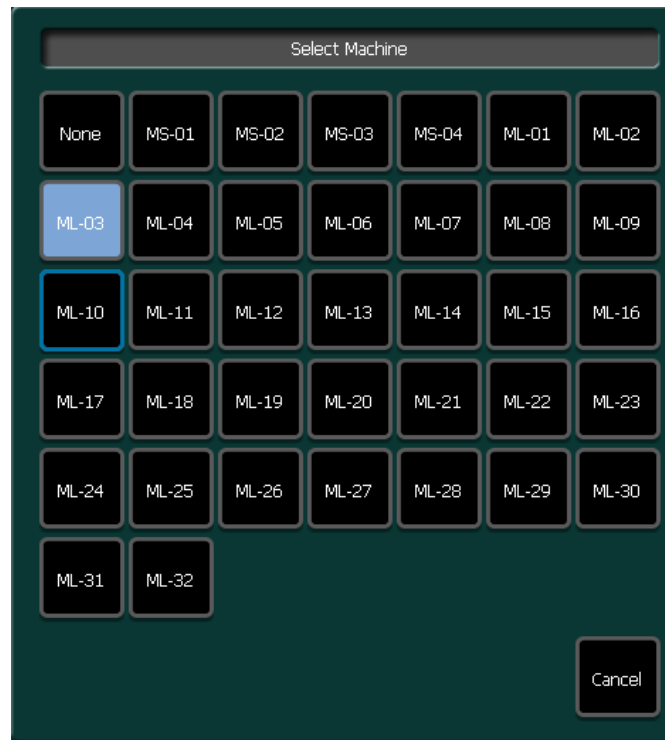 Select Machine
None MS-01 MS-02 MS-03 MS-04 ML-01 ML-02
ML-03 ML-04 ML-05 ML-06 ML-07 ML-08 ML-09
ML-10 ML-11 ML-12 ML-13 ML-14 ML-15 ML-16
ML-17 ML-18 ML-19 ML-20 ML-21 ML-22 ML-23
ML-24 ML-25 ML-26 ML-27 ML-28 ML-29 ML-30
ML-31 ML-32
Cancel